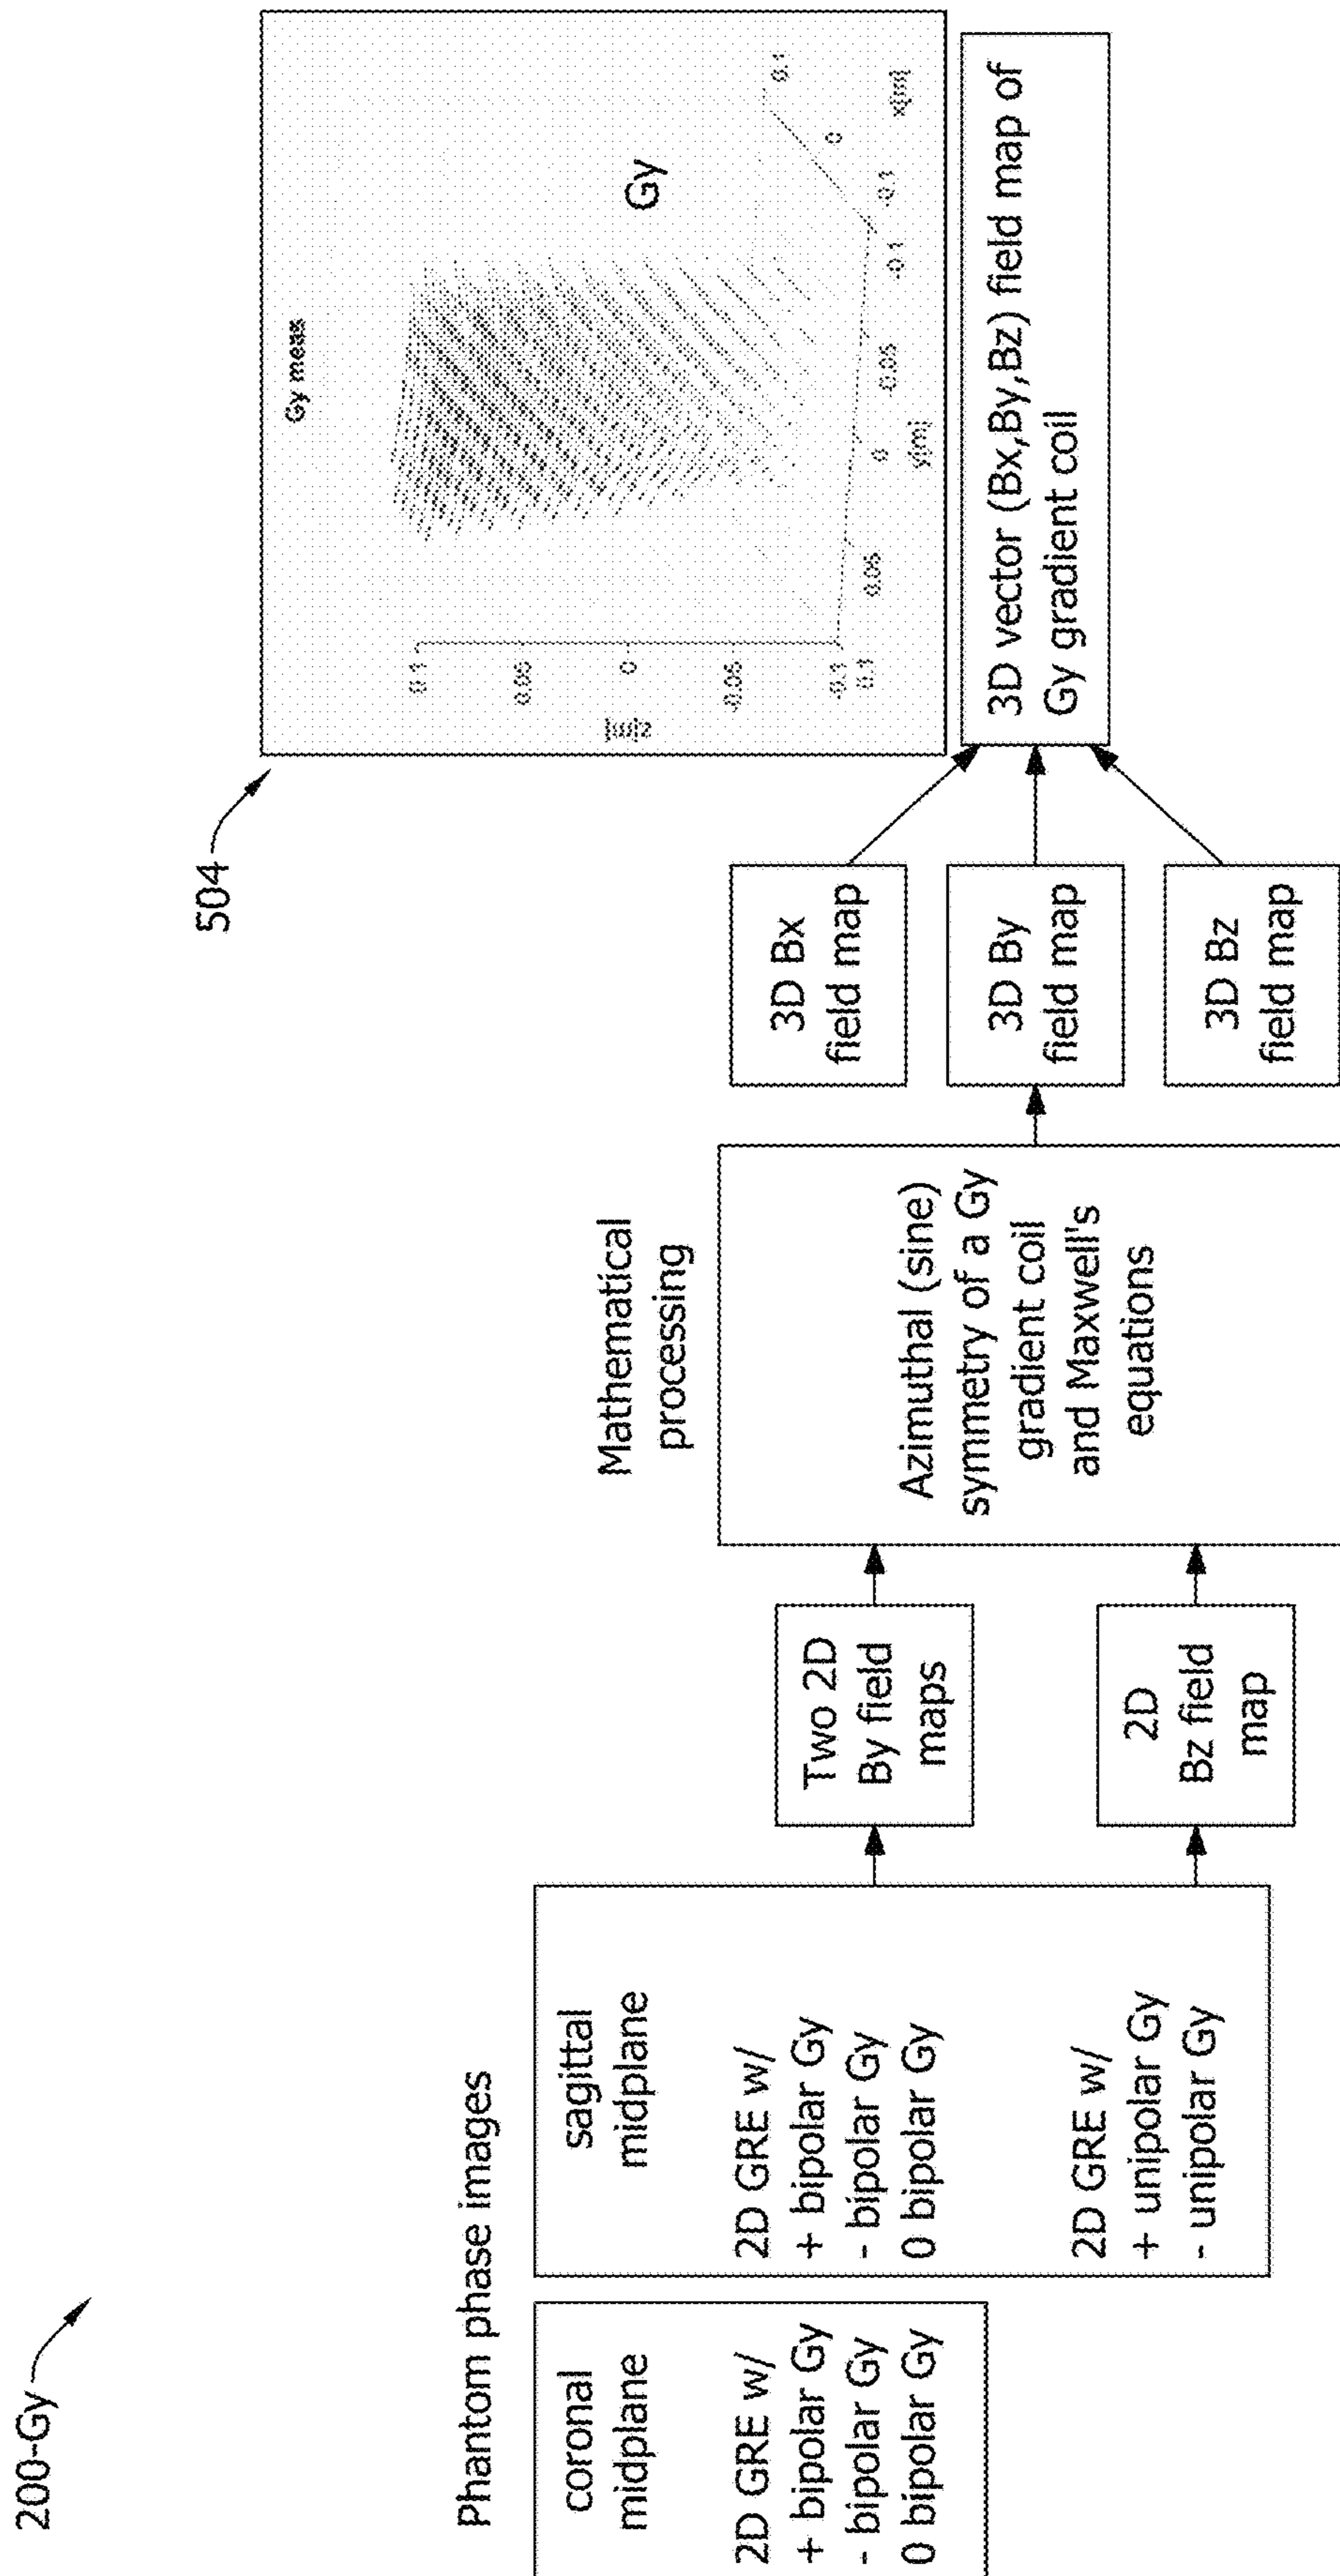 200-Gy
Phantom phase images
coronal
midplane
2D GRE w/
+ bipolar Gy
- bipolar Gy
0 bipolar Gy
sagittal
midplane
2D GRE w/
+ bipolar Gy
- bipolar Gy
0 bipolar Gy
2D GRE w/
+ unipolar Gy
- unipolar Gy
Two 2D
By field
maps
2D
Bz field
map
Mathematical
processing
Azimuthal (sine)
symmetry of a Gy
gradient coil
and Maxwell's
equations
3D Bx
field map
3D By
field map
3D Bz
field map
504
Gy meas
Gy
z[m]
0.1
0.05
0
-0.05
-0.1
0.1
0.05
0
-0.05
-0.1
y[m]
-0.1
0
0.1
x[m]
3D vector (Bx,By,Bz) field map of
Gy gradient coil